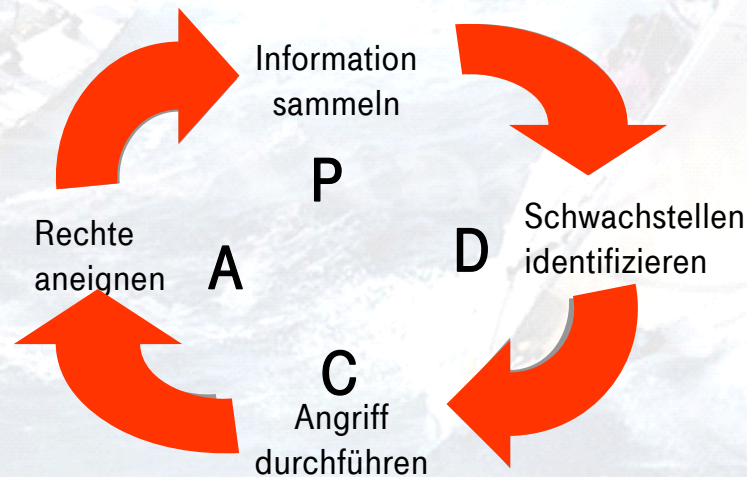 Information
sammeln
P
Schwachstellen
identifizieren
D
C
Angriff
durchführen
Rechte
aneignen
A